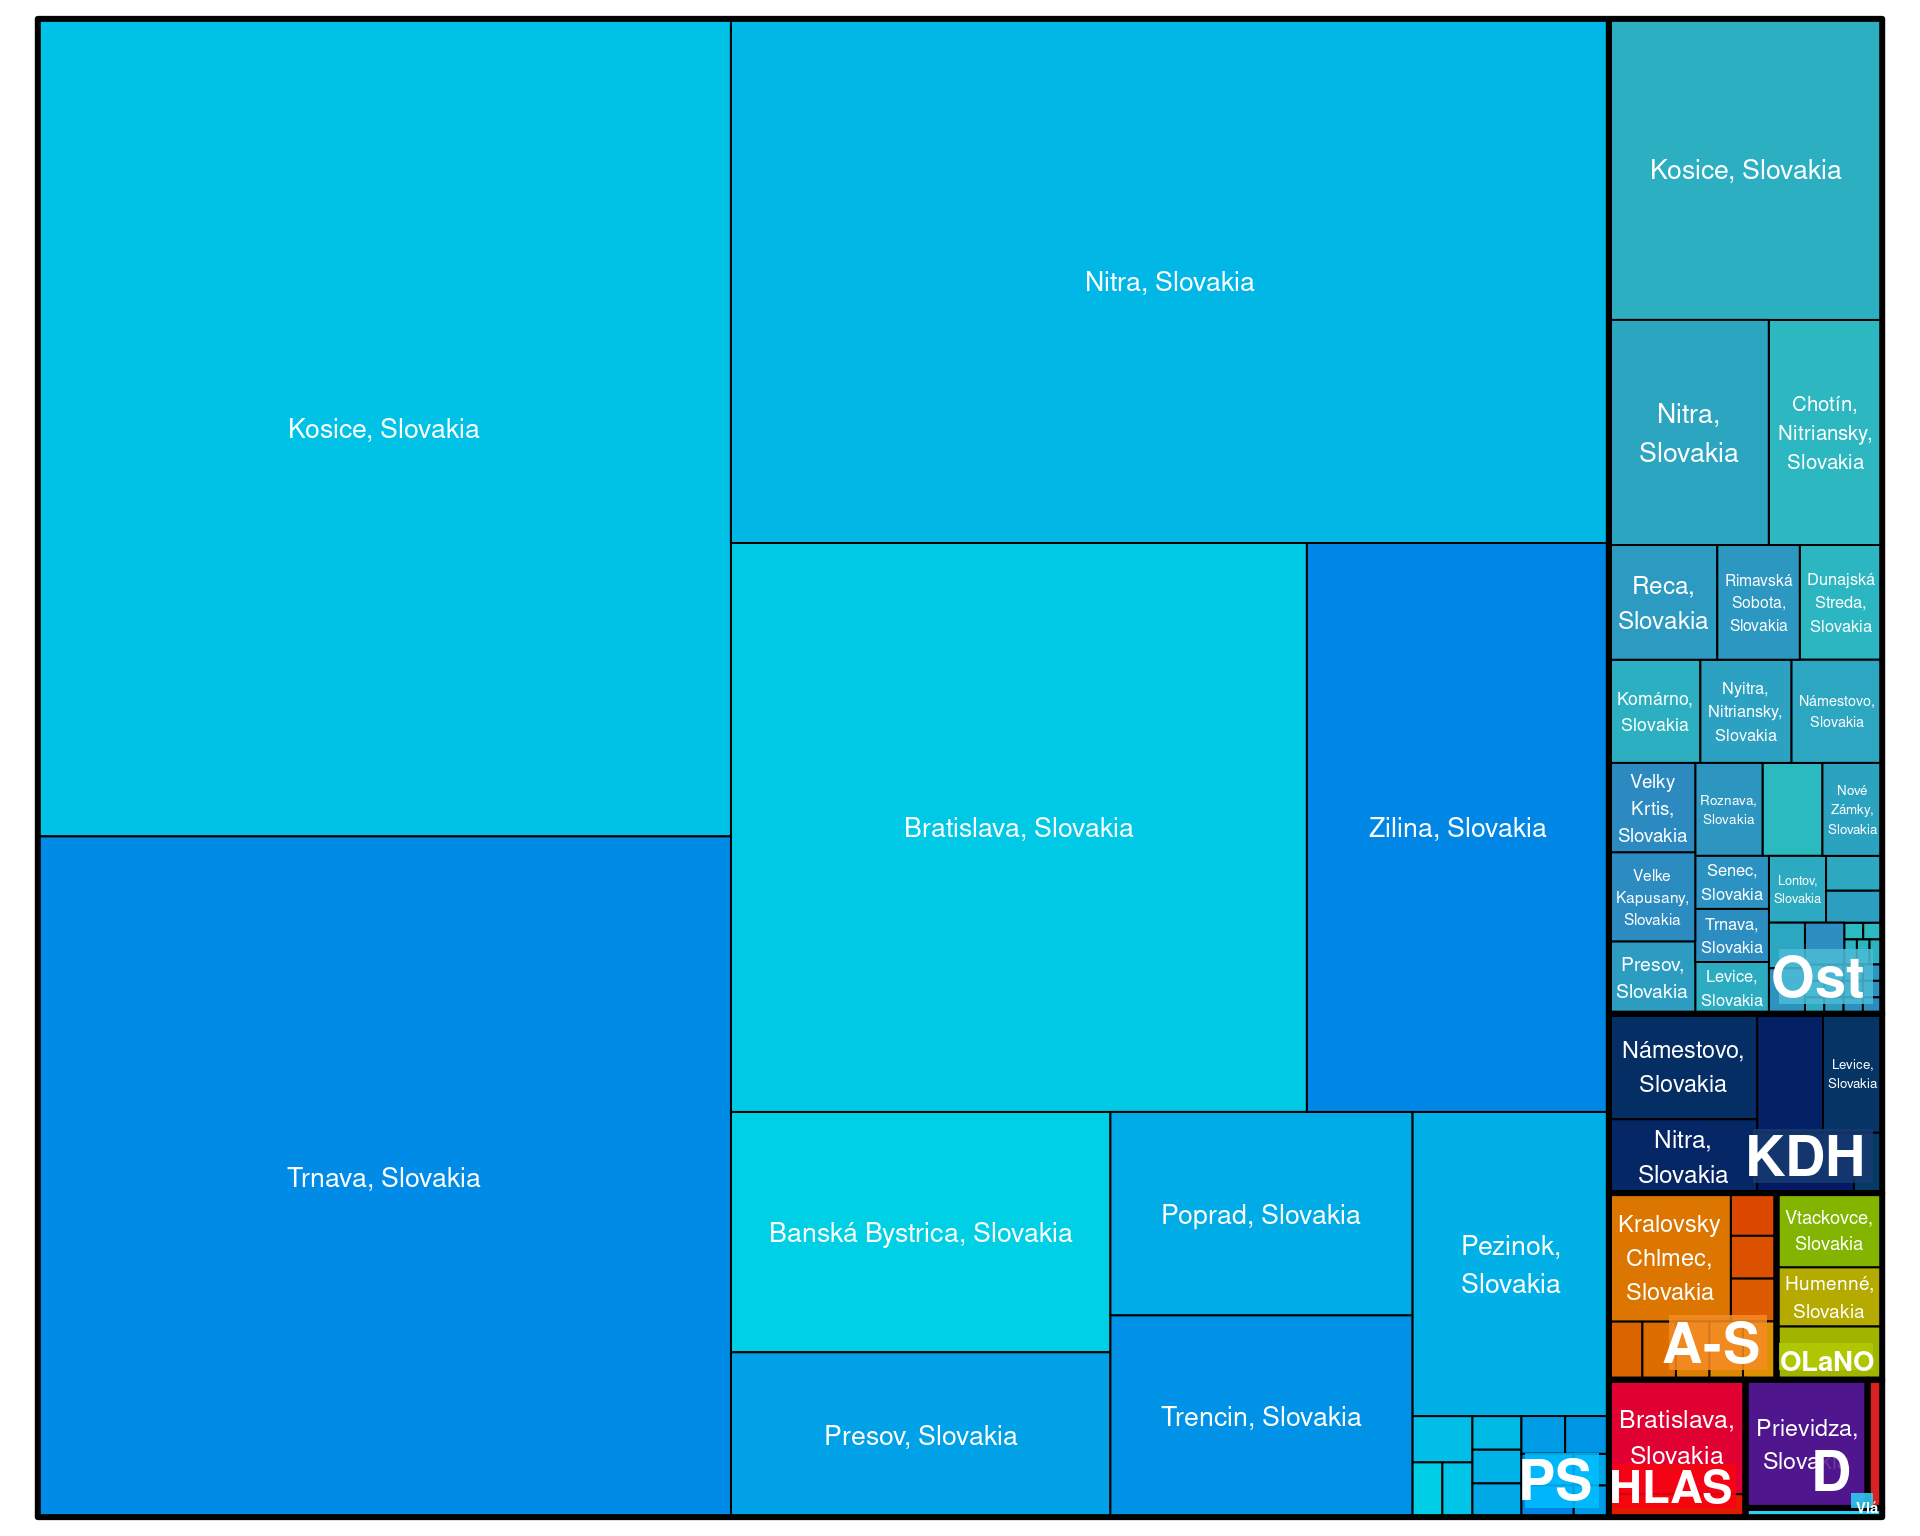 Kosice, Slovakia
Nitra, Slovakia
Trnava, Slovakia
Bratislava, Slovakia
Zilina, Slovakia
Banská Bystrica, Slovakia
Presov, Slovakia
Poprad, Slovakia
Trencin, Slovakia
Pezinok,
Slovakia
PS
Kosice, Slovakia
Nitra,
Slovakia
Chotín,
Nitriansky,
Slovakia
Reca,
Slovakia
Rimavská
Sobota,
Slovakia
Dunajská
Streda,
Slovakia
Komárno,
Slovakia
Nyitra,
Nitriansky,
Slovakia
Námestovo,
Slovakia
Velky
Krtis,
Slovakia
Roznava,
Slovakia
Nové
Zámky,
Slovakia
Velke
Kapusany,
Slovakia
Senec,
Slovakia
Lontov,
Slovakia
Trnava,
Slovakia
Presov,
Slovakia
Levice,
Slovakia
Ost
Námestovo,
Slovakia
Levice,
Slovakia
Nitra,
Slovakia
KDH
Kralovsky
Chlmec,
Slovakia
A-S
Vtackovce,
Slovakia
Humenné,
Slovakia
OLaNO
Bratislava,
Slovakia
HLAS
Prievidza,
Slovakia
D
Vlá